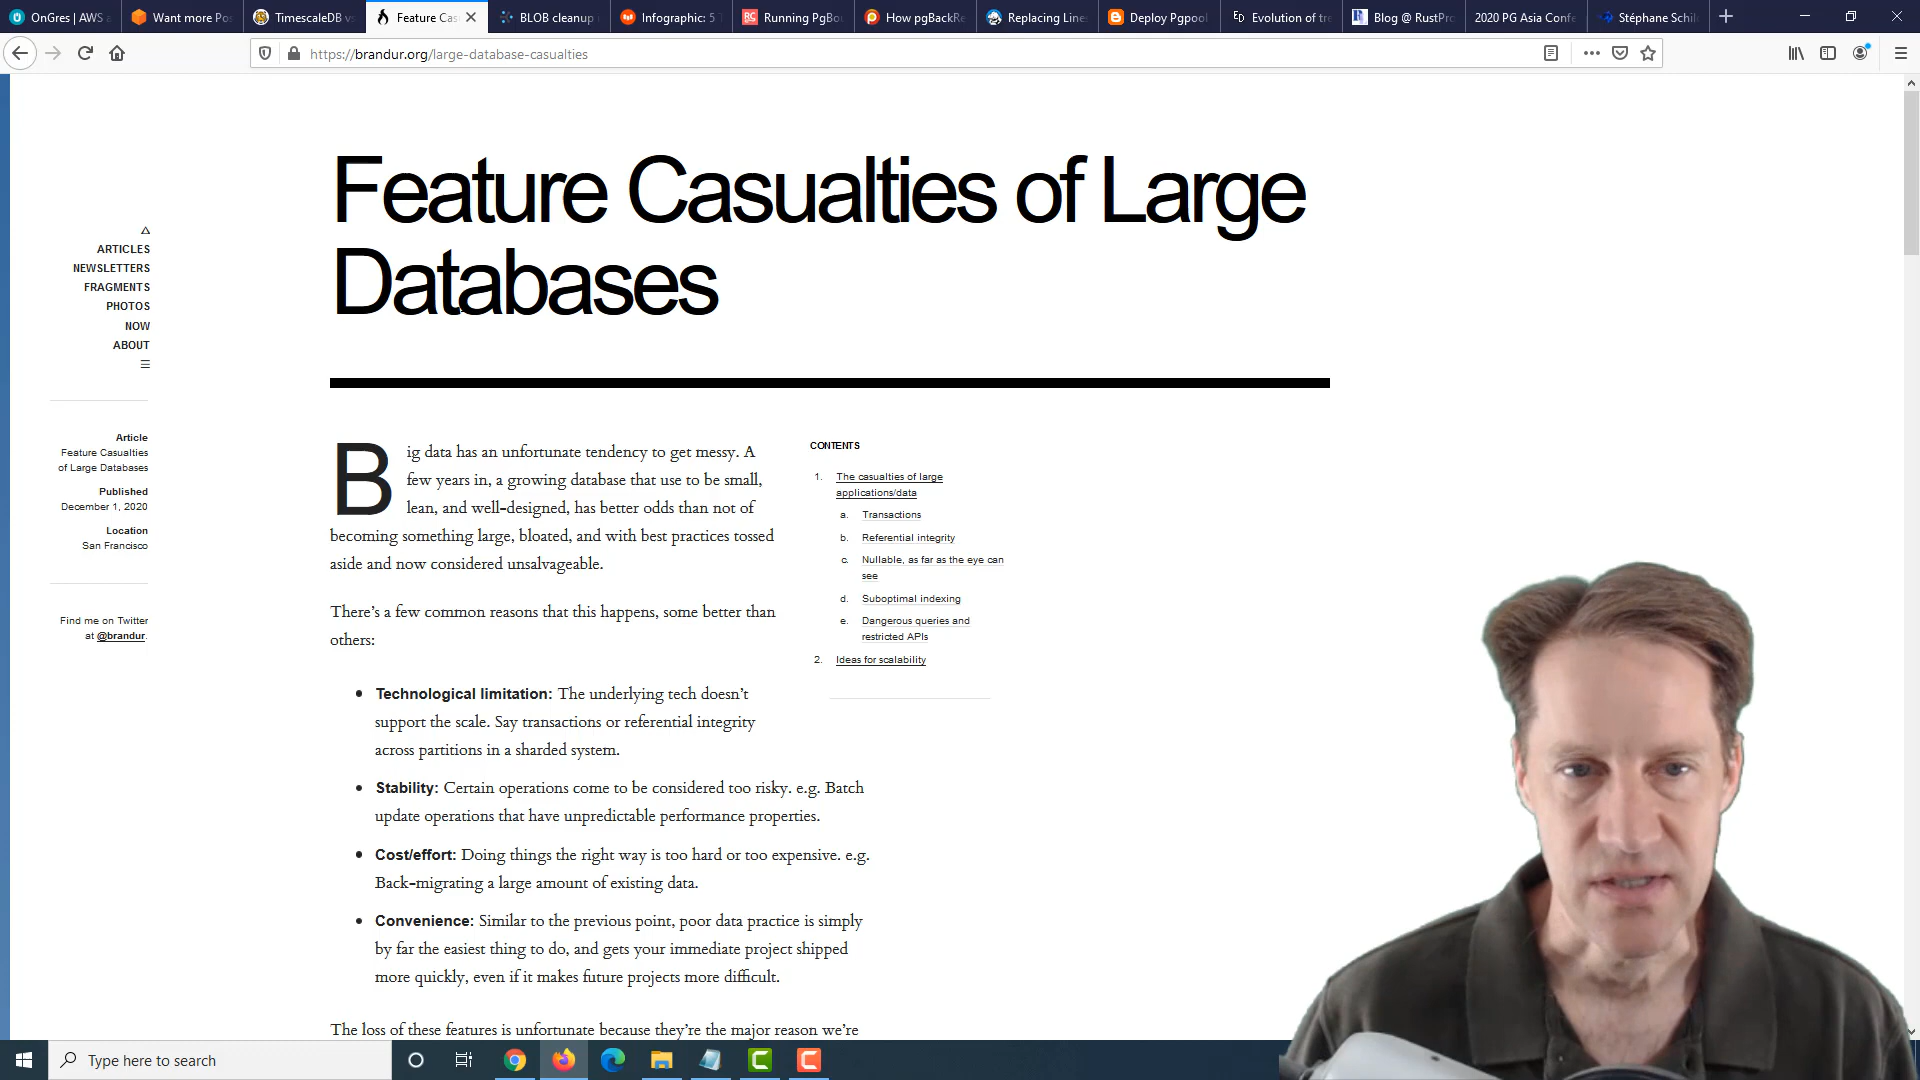 OnGres | AWS a
Want more Pos
TimescaleDB vs
Feature Cas
BLOB cleanup
Infographic: 5 T
Running PgBou
How pgBackRe
Replacing Lines
Deploy Pgpool
Evolution of tre
Blog @ RustPro
2020 PG Asia Confe
Stéphane Schil
https://brandur.org/large-database-casualties
Feature Casualties of Large
Databases
ARTICLES
NEWSLETTERS
FRAGMENTS
PHOTOS
NOW
ABOUT
Article
Feature Casualties
of Large Databases
Published
December 1, 2020
Location
San Francisco
Find me on Twitter
at @brandur.
Big data has an unfortunate tendency to get messy. A
few years in, a growing database that use to be small,
lean, and well-designed, has better odds than not of
becoming something large, bloated, and with best practices tossed
aside and now considered unsalvageable.
There's a few common reasons that this happens, some better than
others:
• Technological limitation: The underlying tech doesn't
support the scale. Say transactions or referential integrity
across partitions in a sharded system.
• Stability: Certain operations come to be considered too risky. e.g. Batch
update operations that have unpredictable performance properties.
• Cost/effort: Doing things the right way is too hard or too expensive. e.g.
Back-migrating a large amount of existing data.
• Convenience: Similar to the previous point, poor data practice is simply
by far the easiest thing to do, and gets your immediate project shipped
more quickly, even if it makes future projects more difficult.
The loss of these features is unfortunate because they're the major reason we're
CONTENTS
1. The casualties of large
applications/data
a. Transactions
b. Referential integrity
c. Nullable, as far as the eye can
see
d. Suboptimal indexing
e. Dangerous queries and
restricted APIs
2. Ideas for scalability
Type here to search